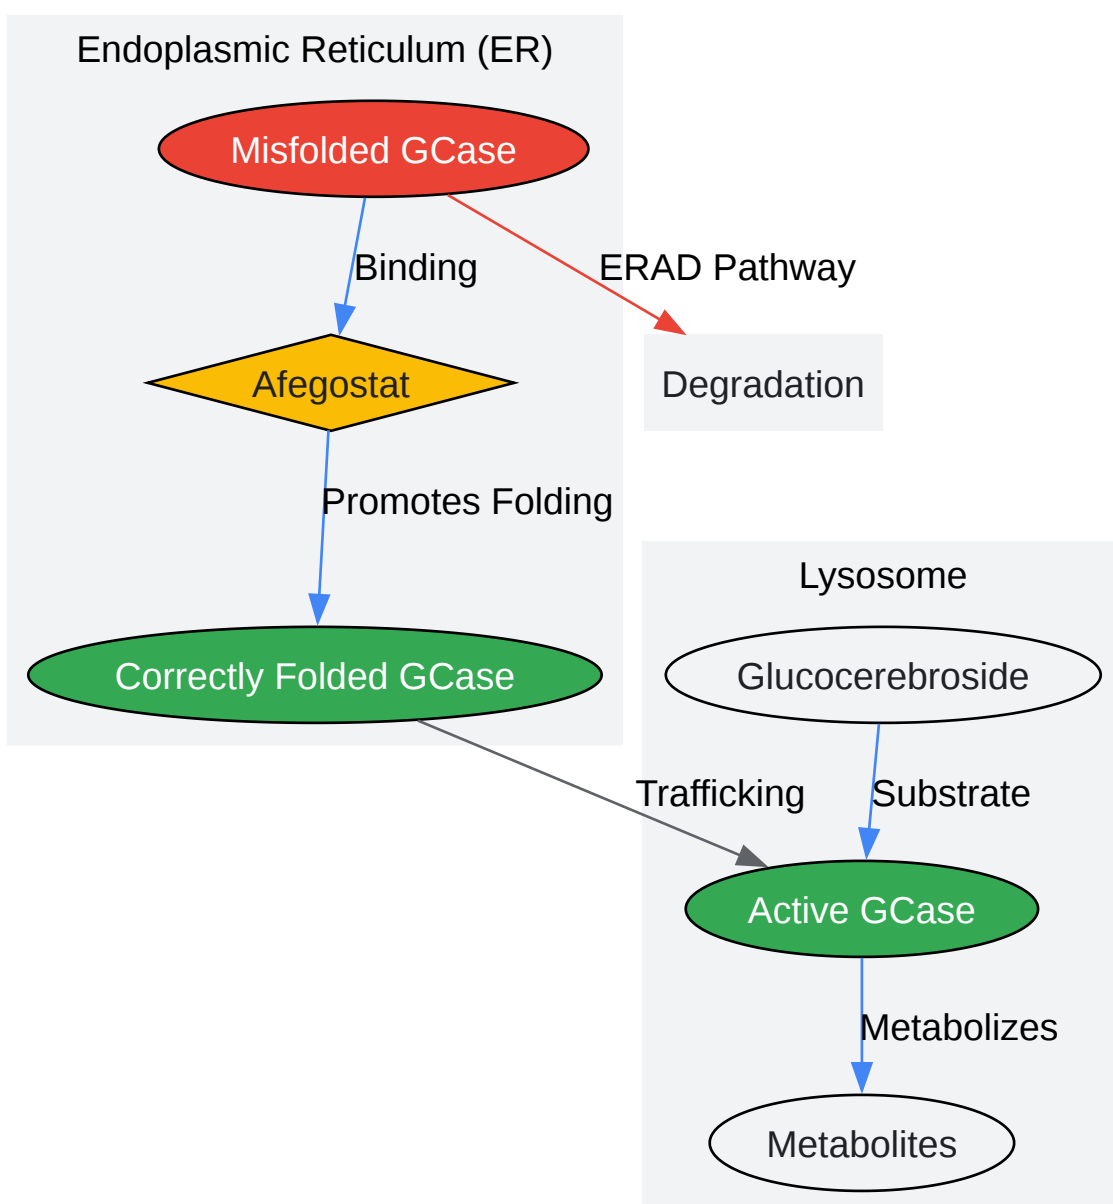 Endoplasmic Reticulum (ER)
Misfolded GCase
Binding
ERAD Pathway
Afegostat
Degradation
Promotes Folding
Lysosome
Correctly Folded GCase
Glucocerebroside
Trafficking
Substrate
Active GCase
Metabolizes
Metabolites